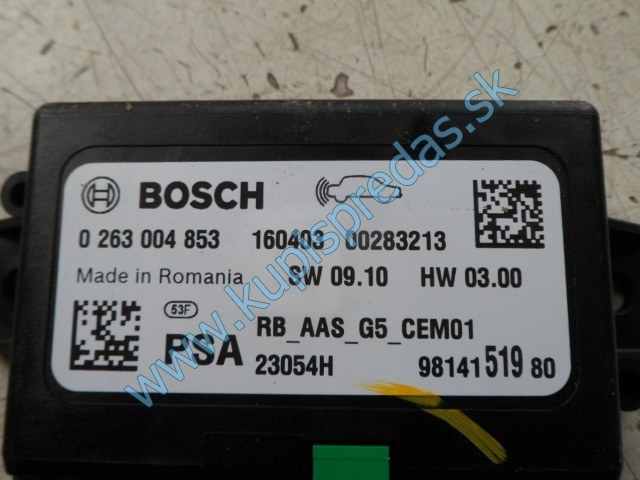 BOSCH
0 263 004 853 160403 00283213
Made in Romania SW 09.10 HW 03.00
53F
PSA RB_AAS_G5_CEM01
23054H 98141 519 80
www.kupispredas.sk